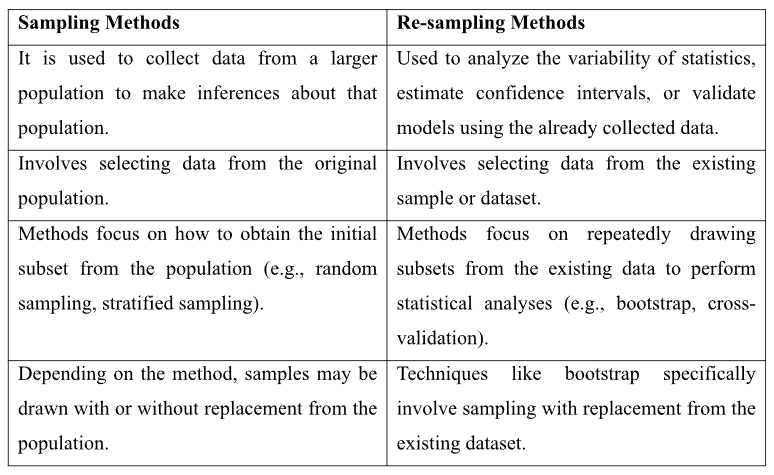 Sampling Methods
Re-sampling Methods
It is used to collect data from a larger
population to make inferences about that
population.
Used to analyze the variability of statistics,
estimate confidence intervals, or validate
models using the already collected data.
Involves selecting data from the original
population.
Involves selecting data from the existing
sample or dataset.
Methods focus on how to obtain the initial
subset from the population (e.g., random
sampling, stratified sampling).
Methods focus on repeatedly drawing
subsets from the existing data to perform
statistical analyses (e.g., bootstrap, cross-
validation).
Depending on the method, samples may be
drawn with or without replacement from the
population.
Techniques like bootstrap specifically
involve sampling with replacement from the
existing dataset.